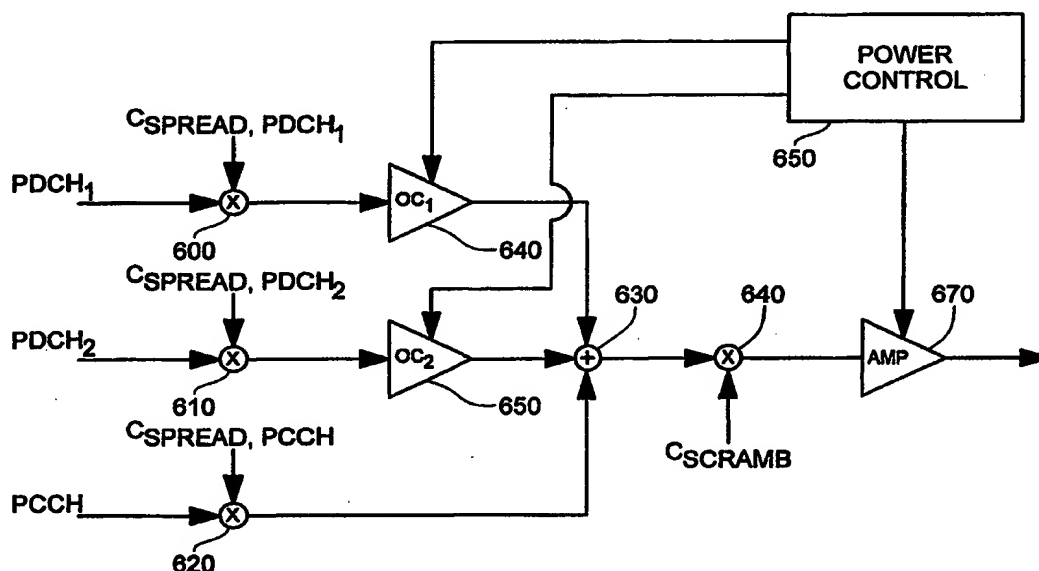 POWER
CONTROL
650
CSPREAD, PDCH1
PDCH1
X
600
OC1
640
CSPREAD, PDCH2
PDCH2
X
610
OC2
650
630
+
640
X
CSCRAMB
670
AMP
CSPREAD, PCCH
PCCH
X
620